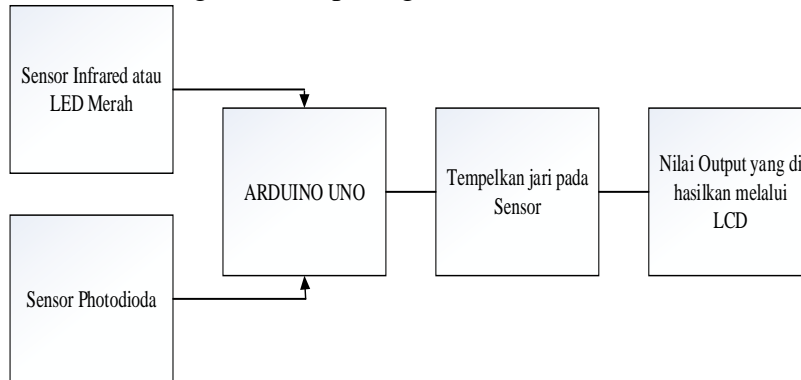 Sensor Infrared atau
LED Merah
ARDUINO UNO
Tempelkan jari pada
Sensor
Nilai Output yang di
hasilkan melalui
LCD
Sensor Photodioda